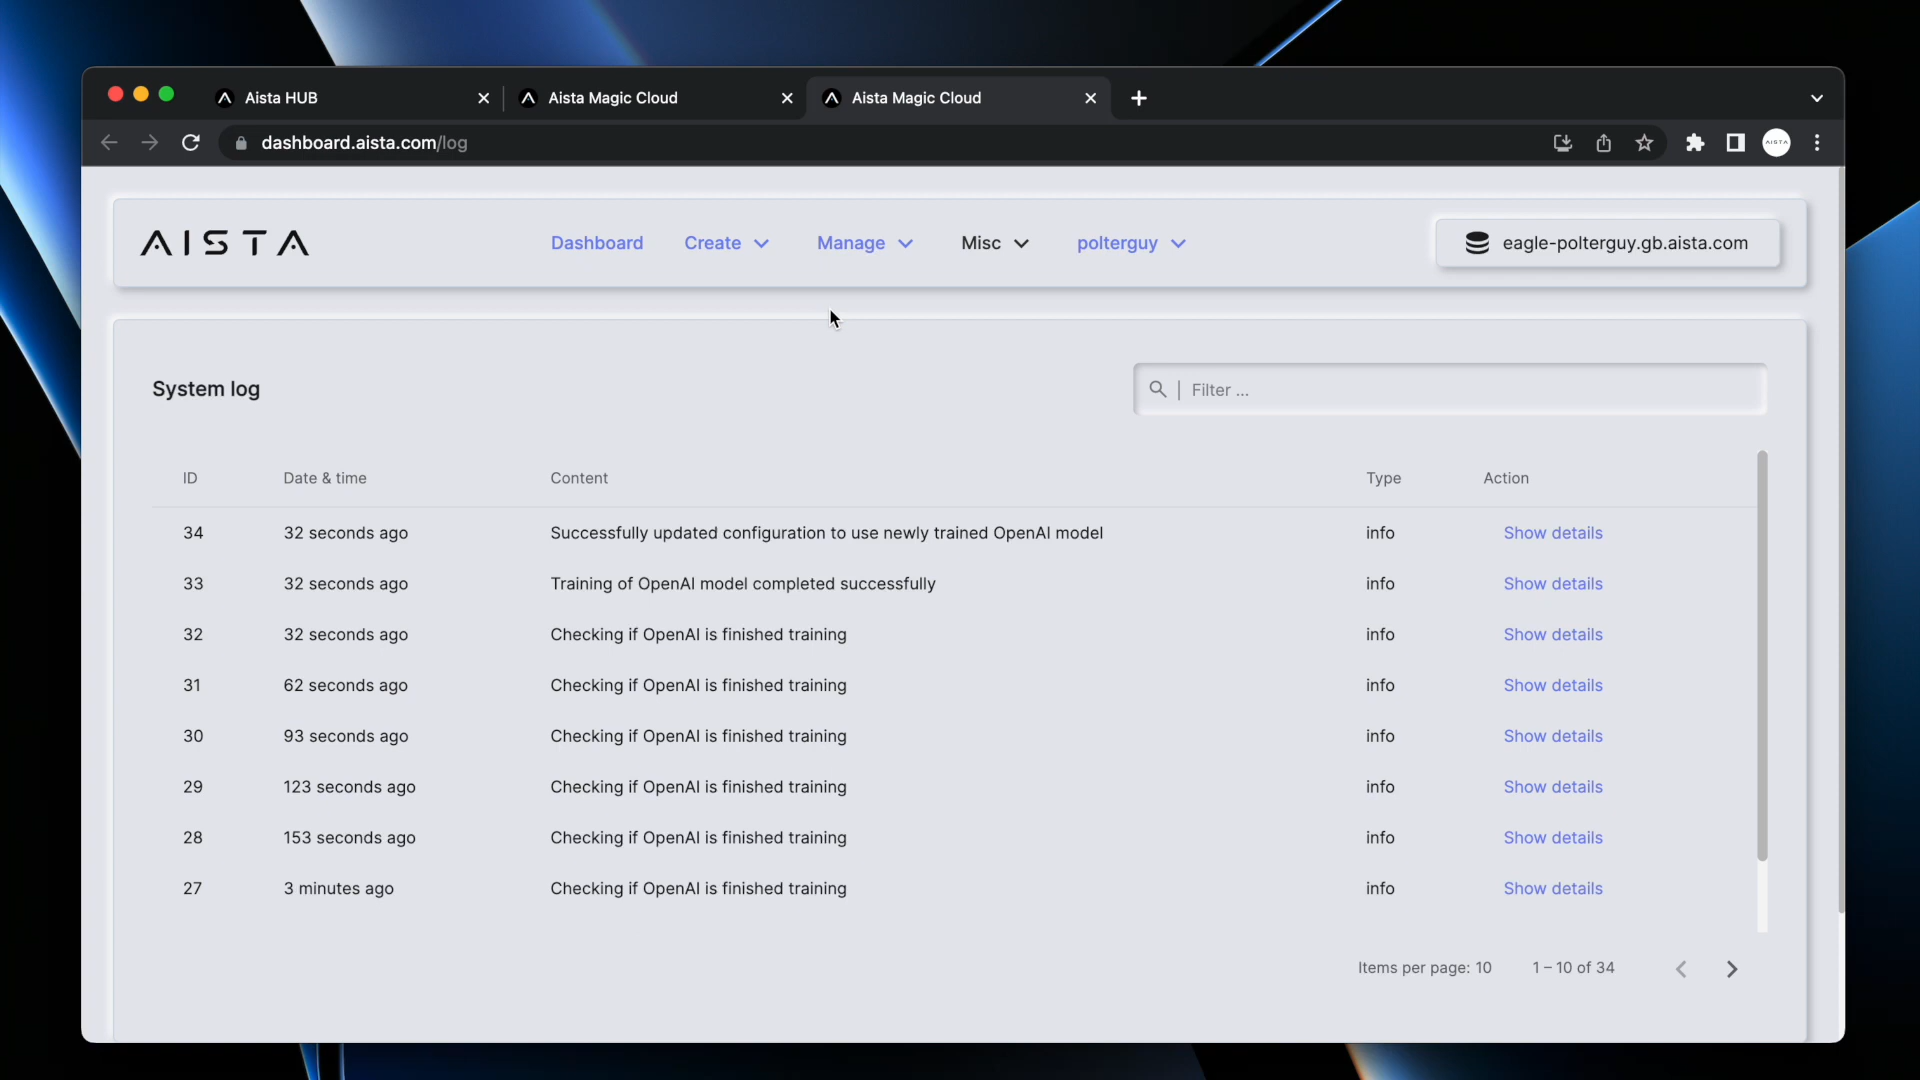 Aista HUB
Aista Magic Cloud
Aista Magic Cloud
dashboard.aista.com/log
AISTA
AISTA
Dashboard
Create
Manage
Misc
polterguy
eagle-polterguy.gb.aista.com
System log
Filter ...
ID Date & time Content Type Action
34 32 seconds ago Successfully updated configuration to use newly trained OpenAI model info Show details
33 32 seconds ago Training of OpenAI model completed successfully info Show details
32 32 seconds ago Checking if OpenAI is finished training info Show details
31 62 seconds ago Checking if OpenAI is finished training info Show details
30 93 seconds ago Checking if OpenAI is finished training info Show details
29 123 seconds ago Checking if OpenAI is finished training info Show details
28 153 seconds ago Checking if OpenAI is finished training info Show details
27 3 minutes ago Checking if OpenAI is finished training info Show details
Items per page: 10 1 – 10 of 34